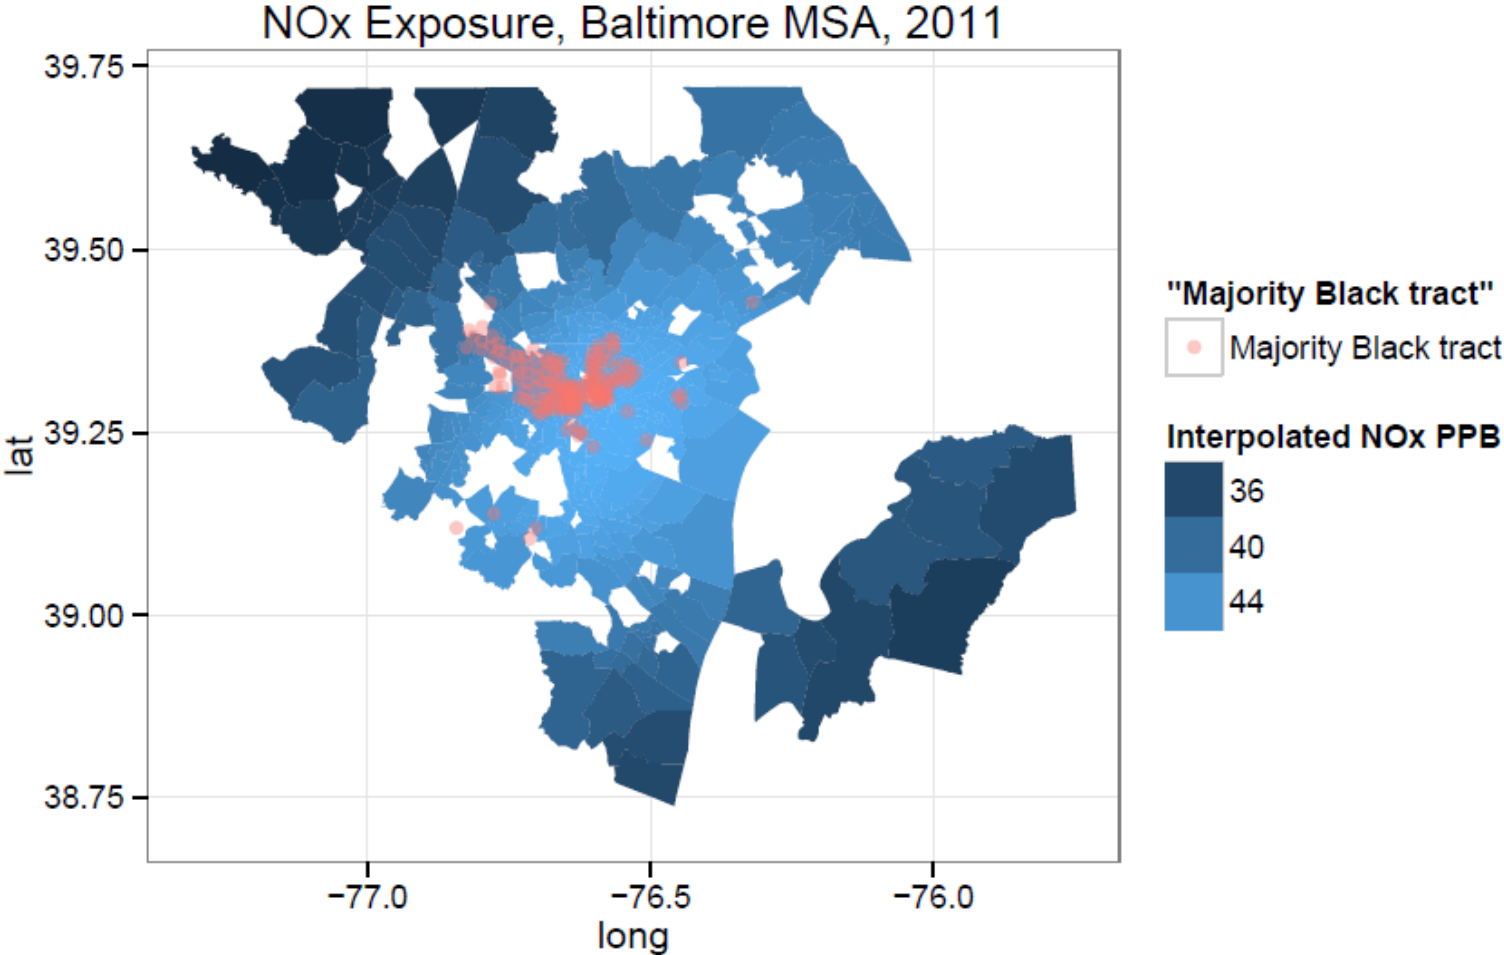 NOx Exposure, Baltimore MSA, 2011
39.75
39.50
39.25
39.00
38.75
lat
−77.0
−76.5
−76.0
long
"Majority Black tract"
Majority Black tract
Interpolated NOx PPB
36
40
44